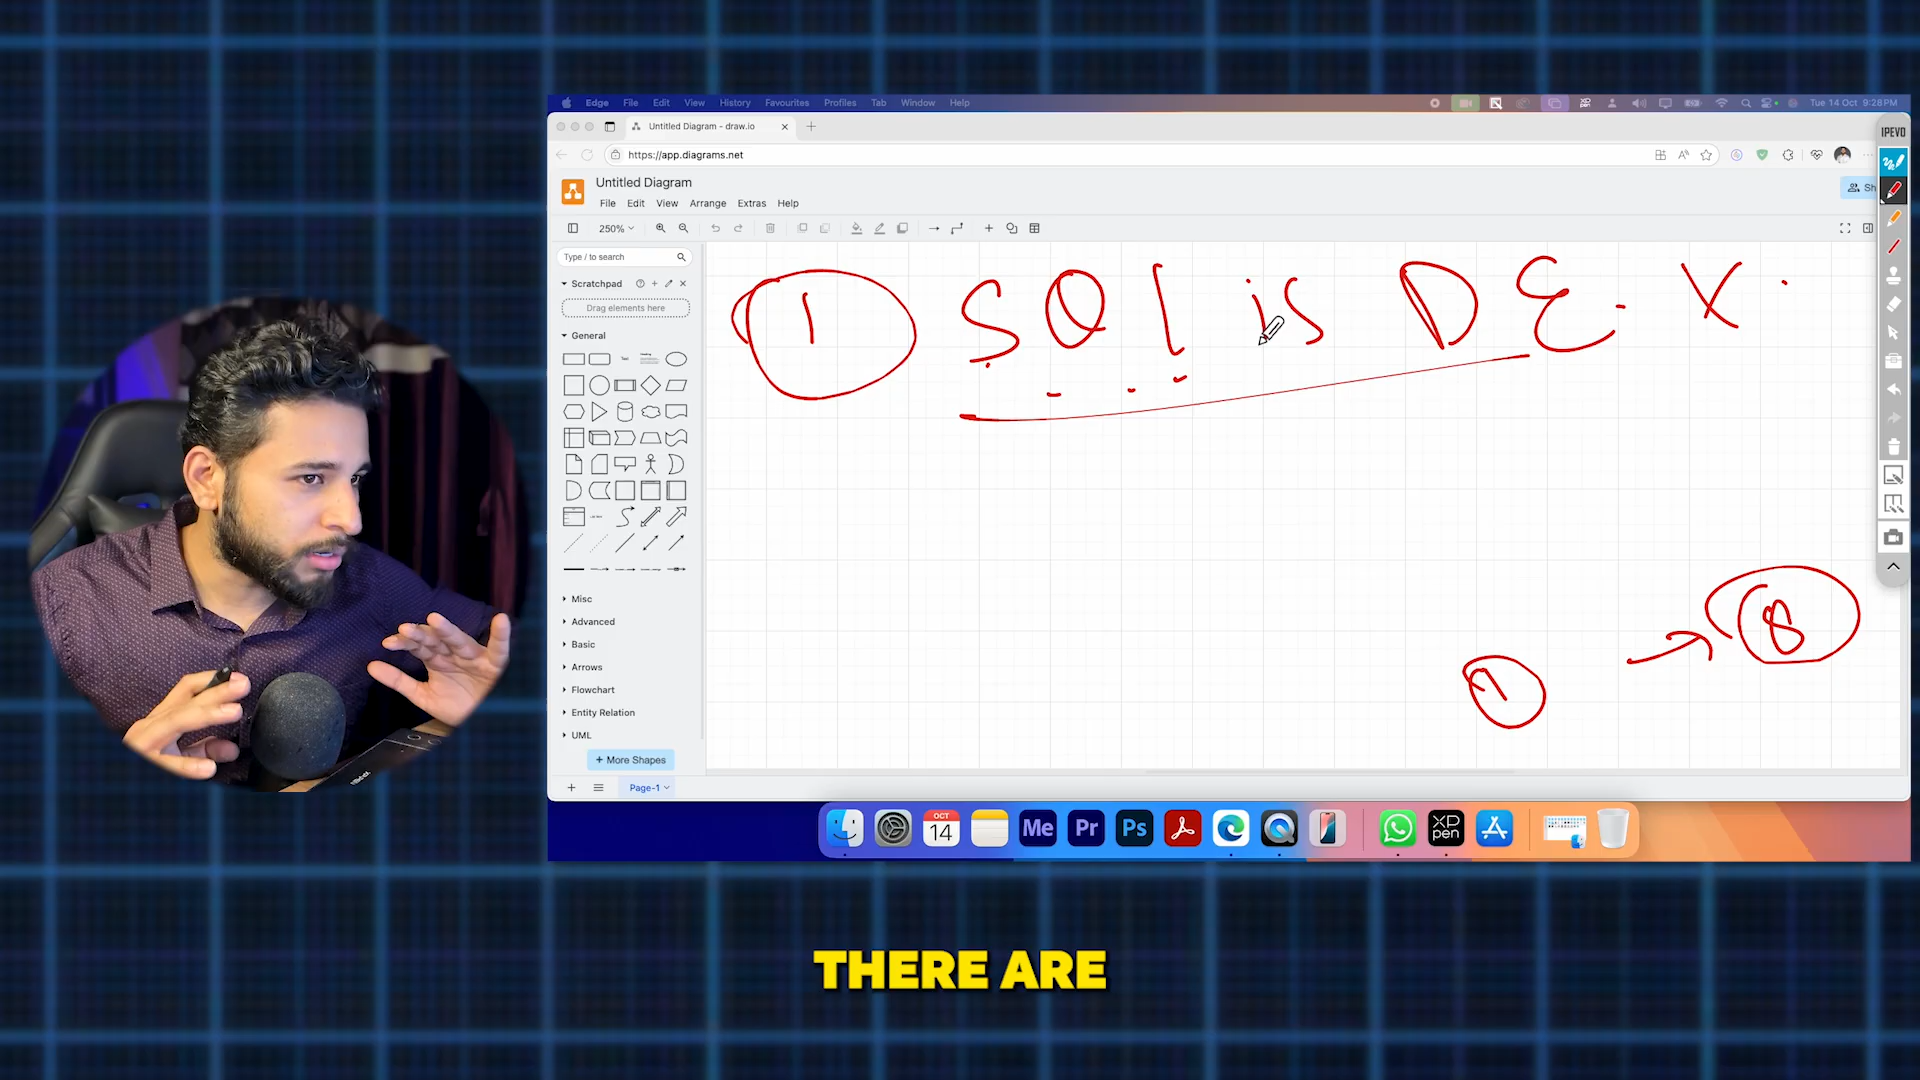 Edge File Edit View History Favourites Profiles Tab Window Help Tue 14 Oct 9:28 PM
Untitled Diagram - draw.io
https://app.diagrams.net
IPEVO
Untitled Diagram
Sh
File Edit View Arrange Extras Help
250%
Type / to search
Scratchpad
Drag elements here
General
Misc
Advanced
Basic
Arrows
Flowchart
Entity Relation
UML
+ More Shapes
Page-1
1 SQL is DE. X.
8
1
OCT
14
Me Pr Ps
XP
pen
THERE ARE